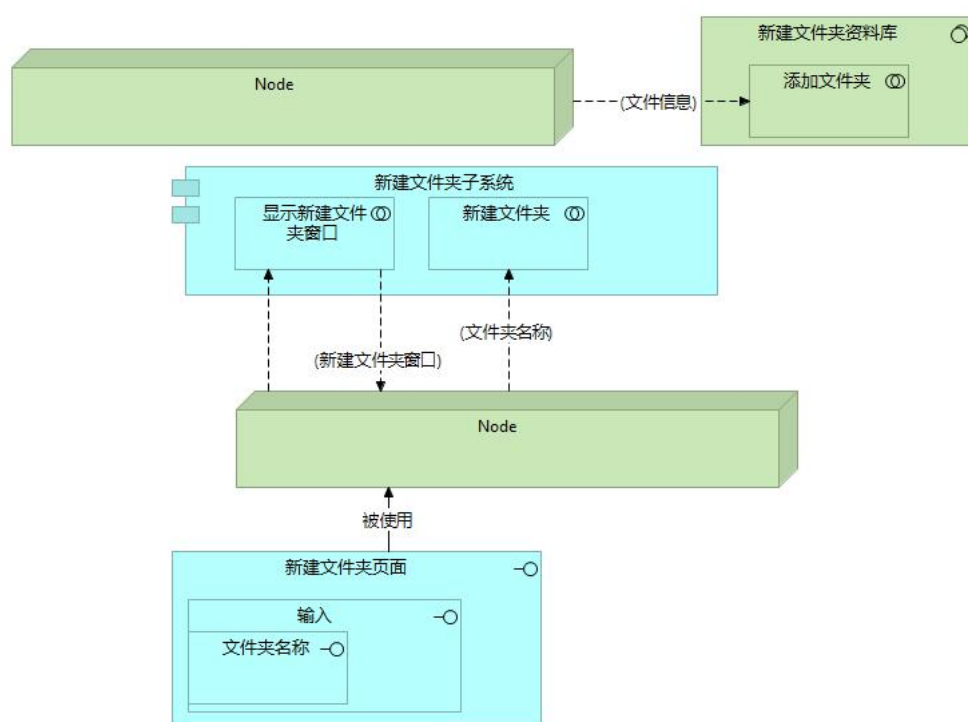 新建文件夹资料库
Node
添加文件夹
(文件信息)
新建文件夹子系统
显示新建文件
夹窗口
新建文件夹
(文件夹名称)
(新建文件夹窗口)
Node
被使用
新建文件夹页面
输入
文件夹名称